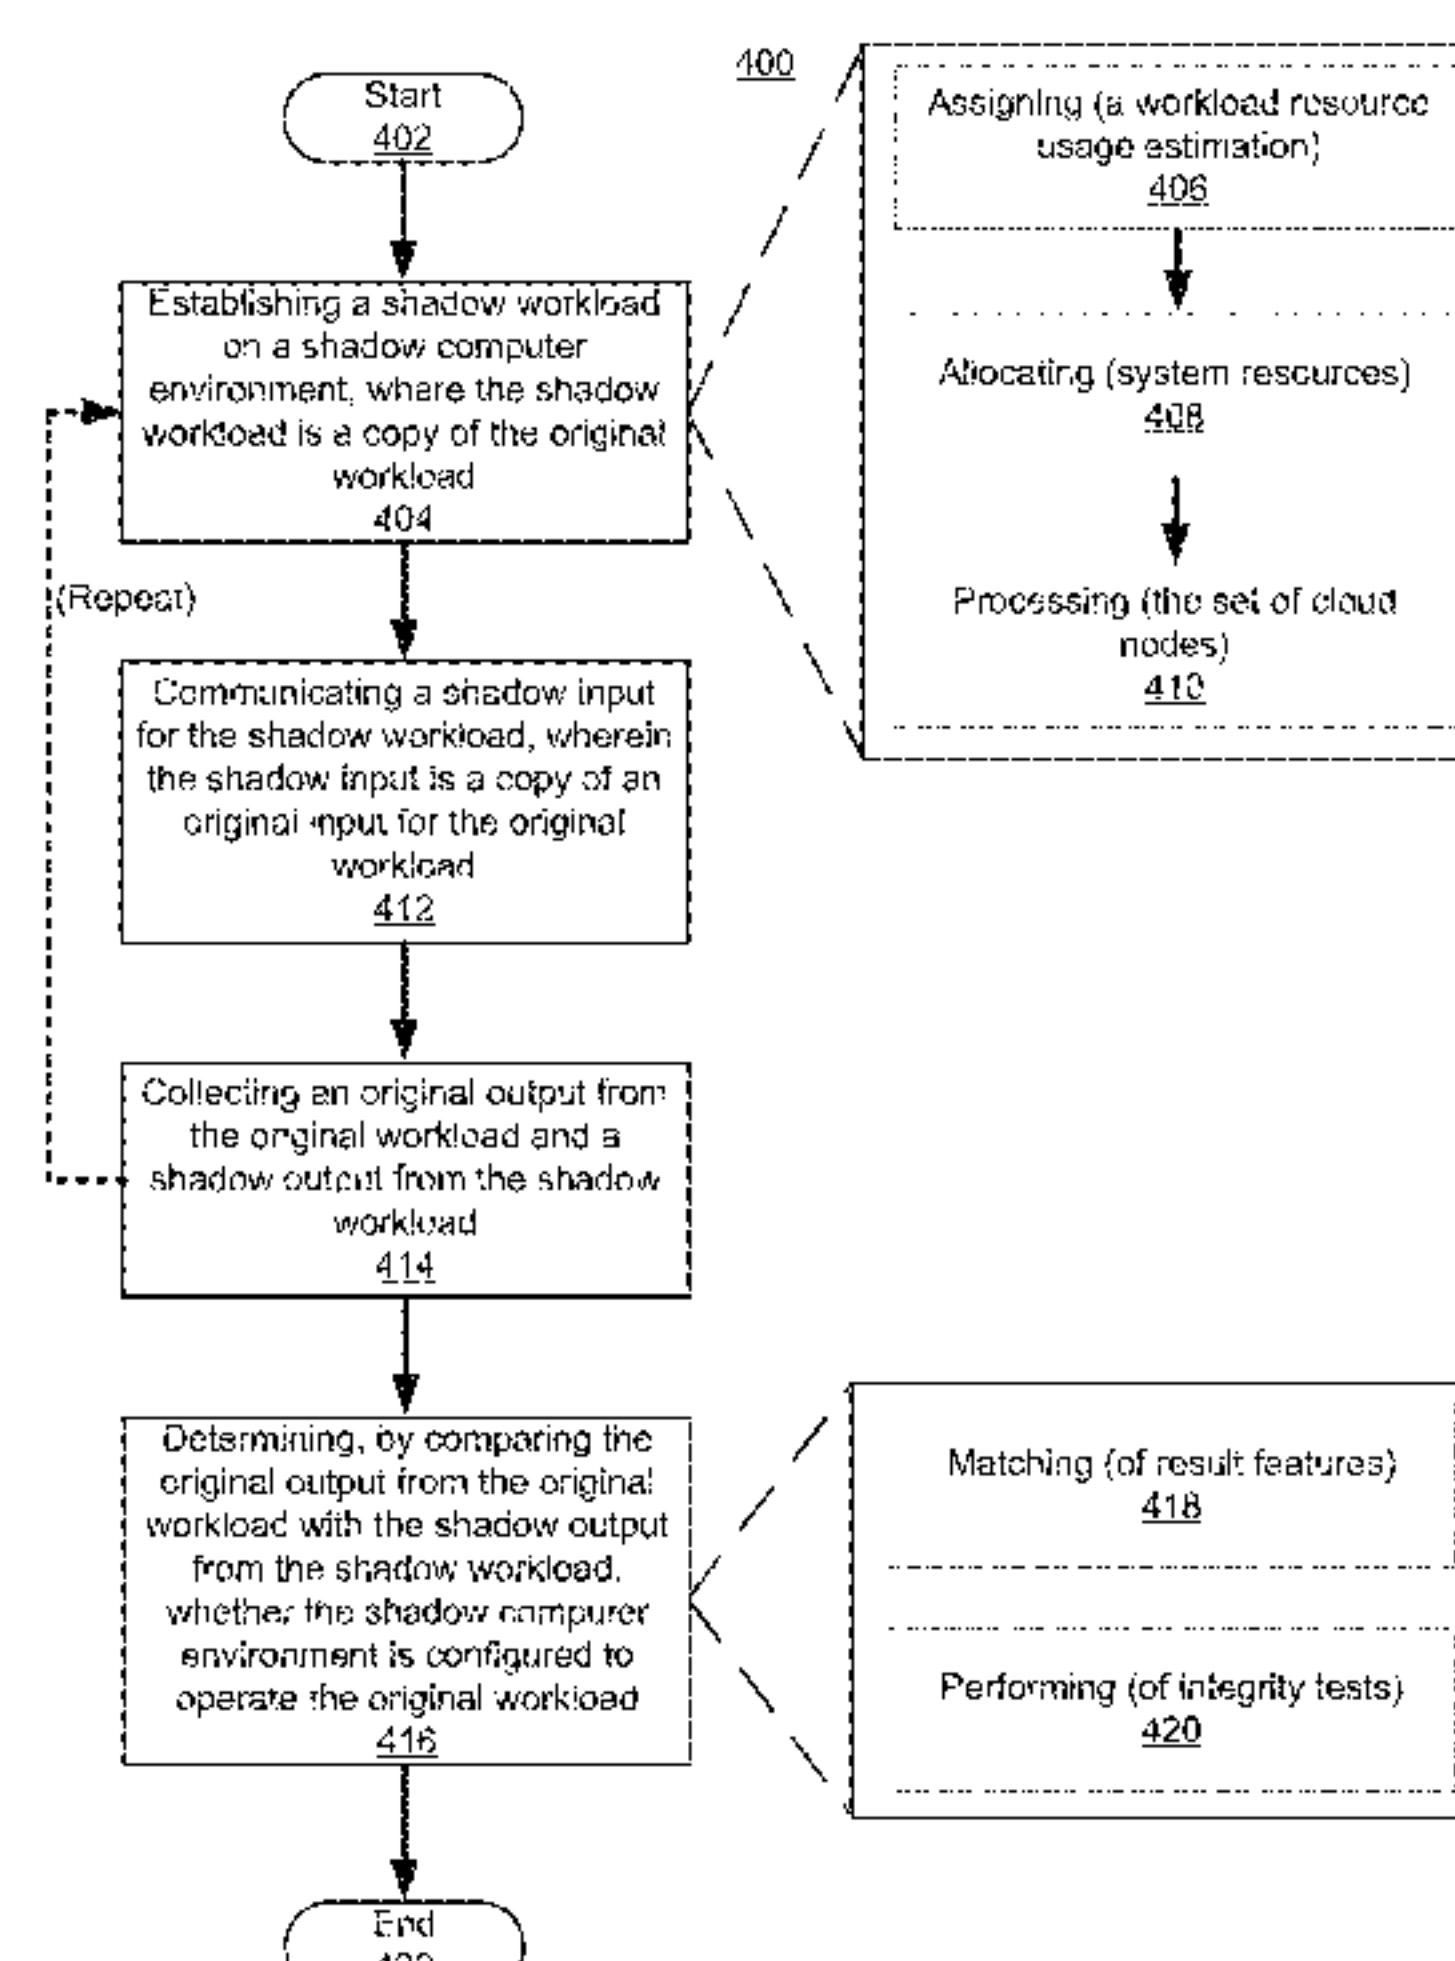 400
Start
402
Establishing a shadow workload
on a shadow computer
environment, where the shadow
workload is a copy of the original
workload
404
Assigning (a workload resource
usage estimation)
406
Allocating (system resources)
408
Processing (the set of cloud
nodes)
410
(Repeat)
Communicating a shadow input
for the shadow workload, wherein
the shadow input is a copy of an
original input for the original
workload
412
Collecting an original output from
the original workload and a
shadow output from the shadow
workload
414
Determining, by comparing the
original output from the original
workload with the shadow output
from the shadow workload,
whether the shadow computer
environment is configured to
operate the original workload
416
Matching (of result features)
418
Performing (of integrity tests)
420
End